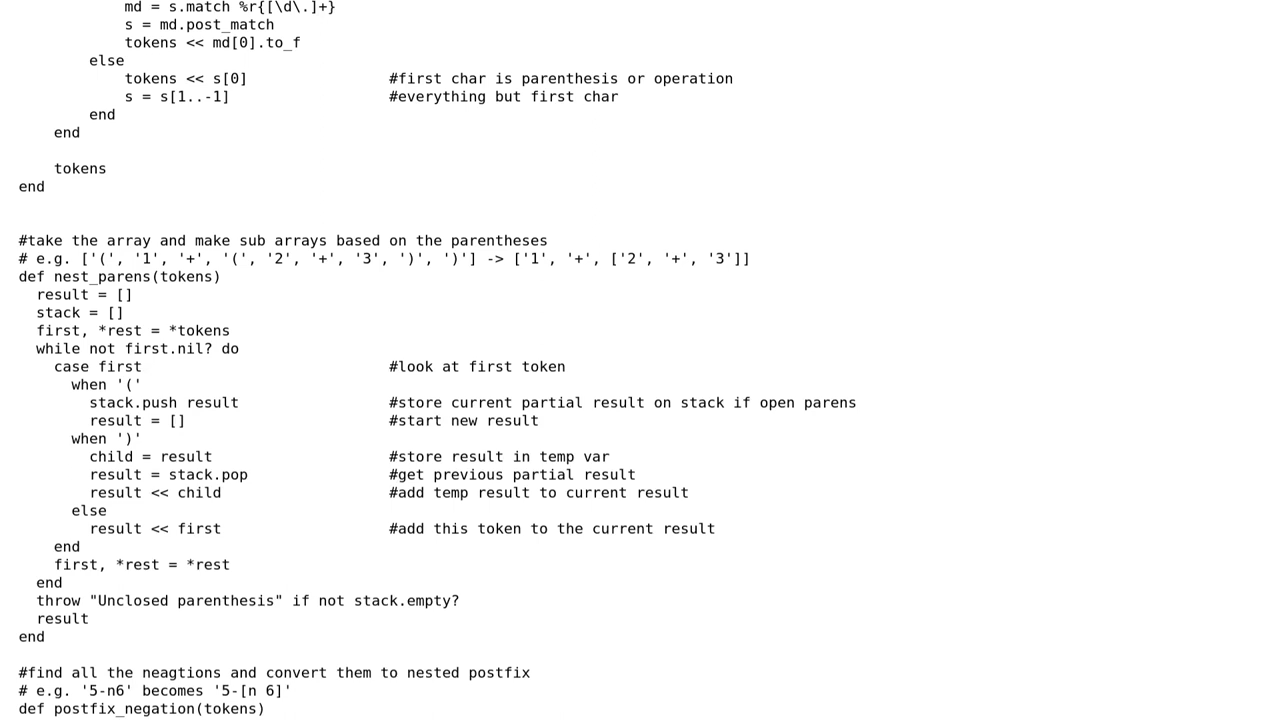 md = s.match %r{[\d\.]+}
s = md.post_match
tokens << md[0].to_f
else
tokens << s[0] #first char is parenthesis or operation
s = s[1..-1] #everything but first char
end
end
tokens
end
#take the array and make sub arrays based on the parentheses
# e.g. ['(', '1', '+', '(', '2', '+', '3', ')', ')'] -> ['1', '+', ['2', '+', '3']]
def nest_parens(tokens)
result = []
stack = []
first, *rest = *tokens
while not first.nil? do
case first #look at first token
when '('
stack.push result #store current partial result on stack if open parens
result = [] #start new result
when ')'
child = result #store result in temp var
result = stack.pop #get previous partial result
result << child #add temp result to current result
else
result << first #add this token to the current result
end
first, *rest = *rest
end
throw "Unclosed parenthesis" if not stack.empty?
result
end
#find all the neagtions and convert them to nested postfix
# e.g. '5-n6' becomes '5-[n 6]'
def postfix_negation(tokens)